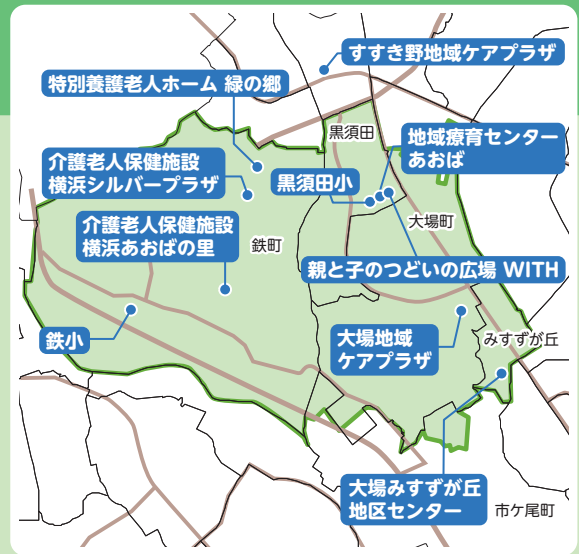 すすき野地域ケアプラザ
特別養護老人ホーム 緑の郷
黒須田
地域療育センター
あおば
介護老人保健施設
横浜シルバープラザ
黒須田小
大場町
介護老人保健施設
横浜あおばの里
鉄町
親と子のつどいの広場 WITH
鉄小
大場地域
ケアプラザ
みすずが丘
大場みすずが丘
地区センター
市ケ尾町